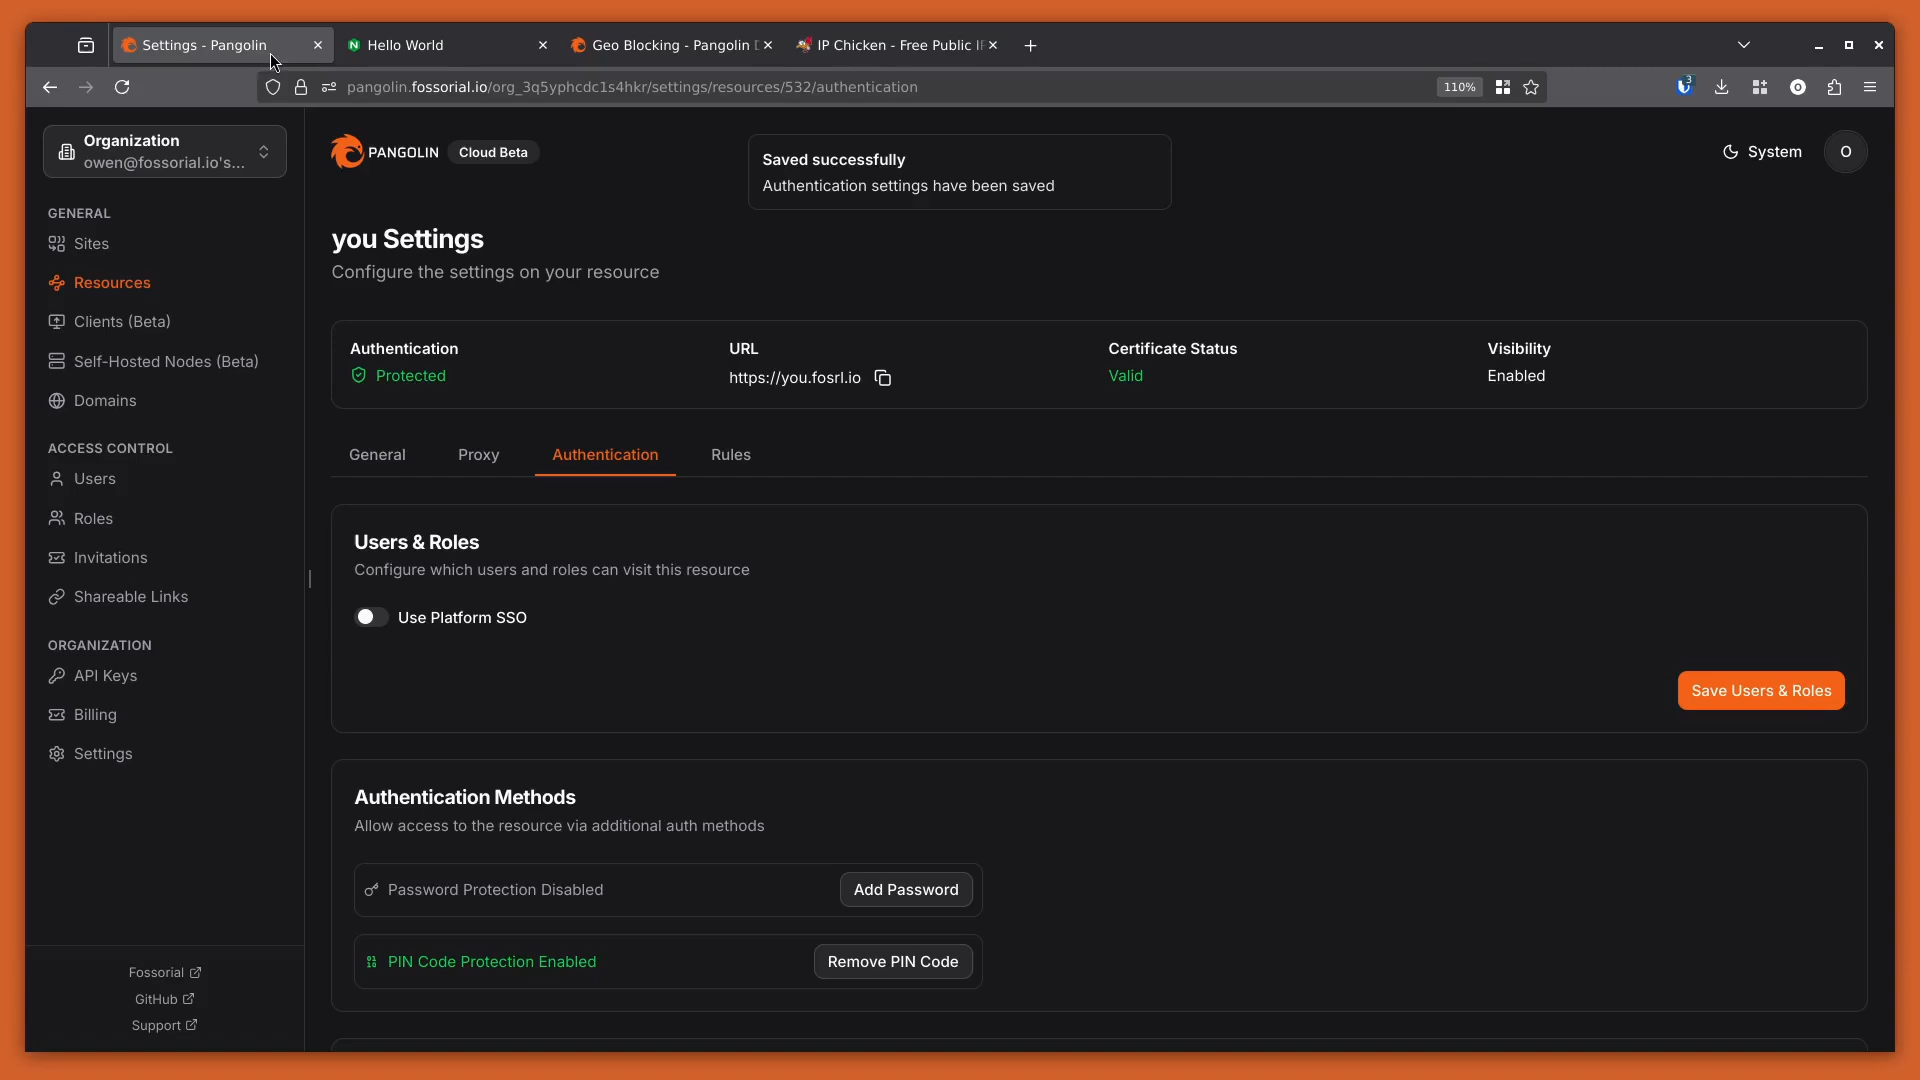 Settings - Pangolin
Hello World
Geo Blocking - Pangolin D
IP Chicken - Free Public IP
pangolin.fossorial.io/org_3q5yphcdc1s4hkr/settings/resources/532/authentication
110%
3
O
Organization
owen@fossorial.io's...
PANGOLIN
Cloud Beta
Saved successfully
Authentication settings have been saved
System
O
GENERAL
Sites
Resources
Clients (Beta)
Self-Hosted Nodes (Beta)
Domains
ACCESS CONTROL
Users
Roles
Invitations
Shareable Links
ORGANIZATION
API Keys
Billing
Settings
Fossorial
GitHub
Support
you Settings
Configure the settings on your resource
Authentication
Protected
URL
https://you.fosrl.io
Certificate Status
Valid
Visibility
Enabled
General
Proxy
Authentication
Rules
Users & Roles
Configure which users and roles can visit this resource
Use Platform SSO
Save Users & Roles
Authentication Methods
Allow access to the resource via additional auth methods
Password Protection Disabled
Add Password
PIN Code Protection Enabled
Remove PIN Code